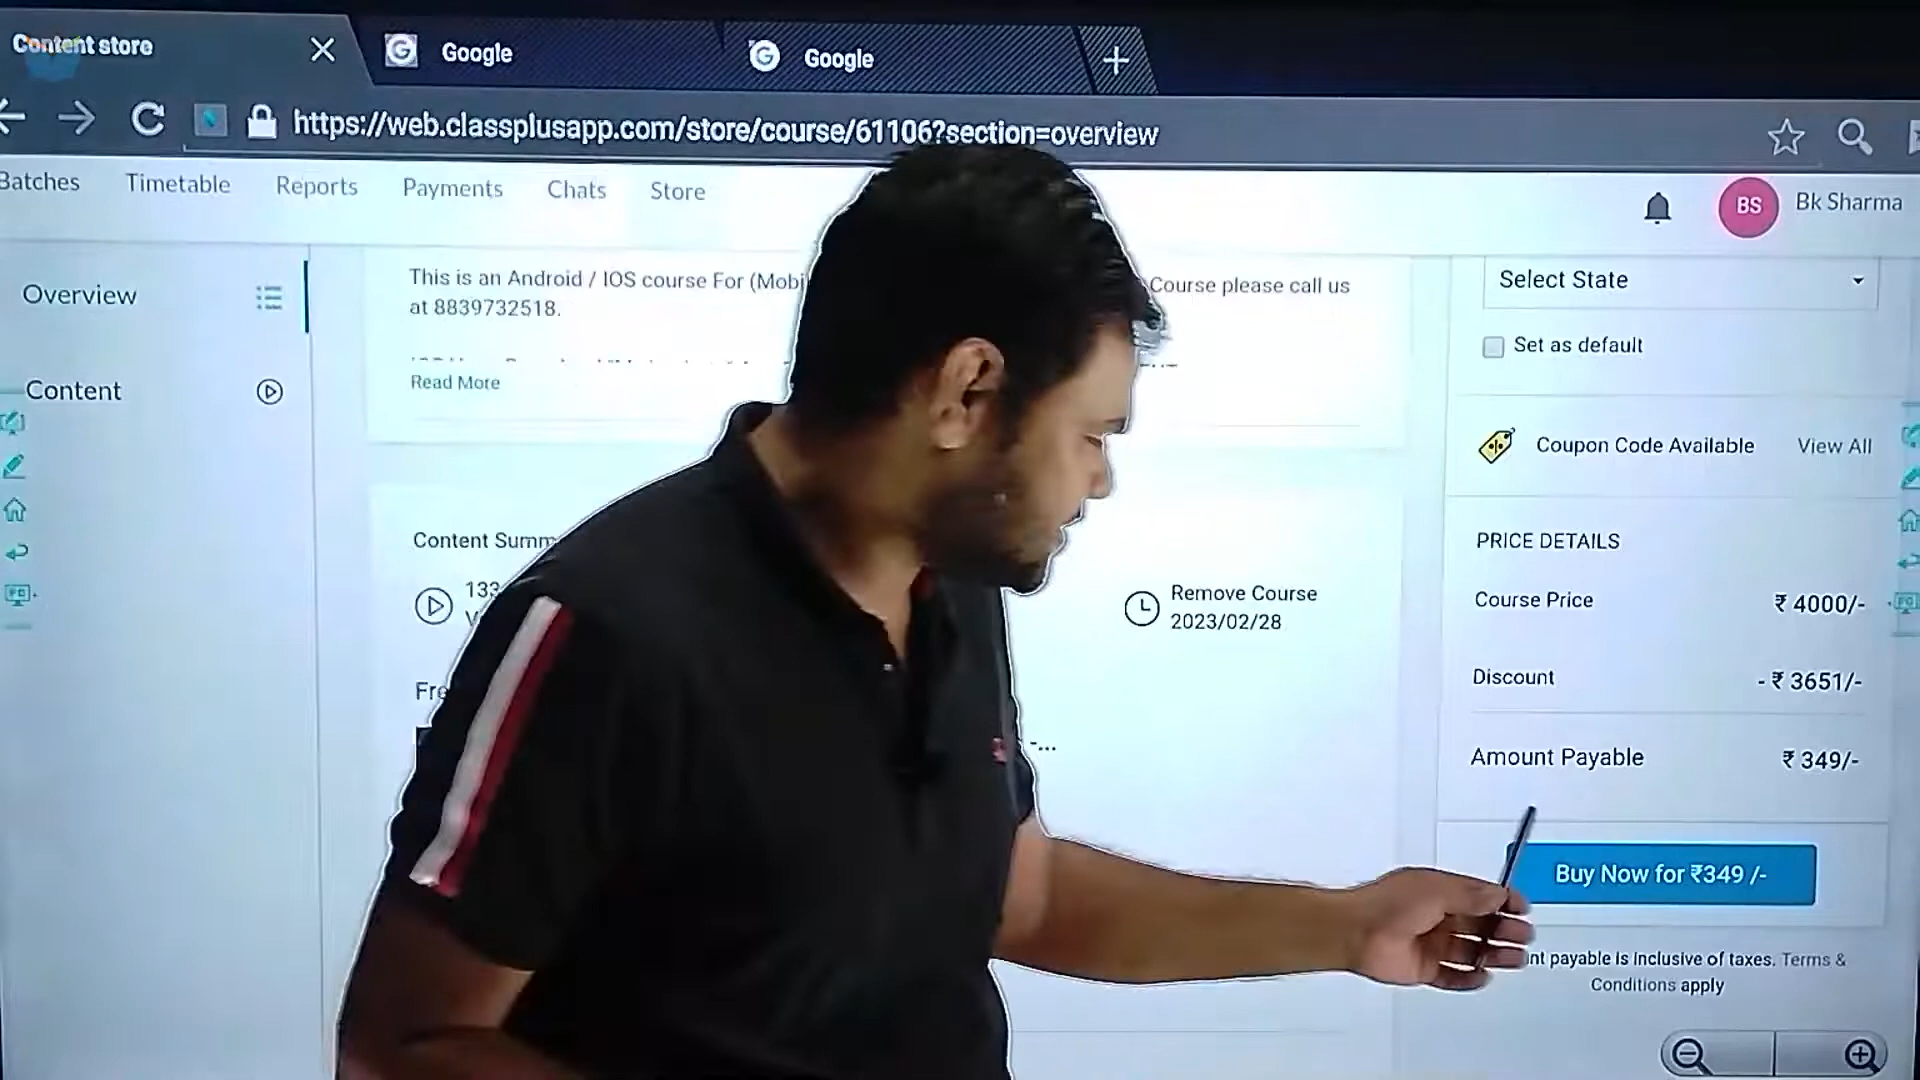 Content store
Google
Google
https://web.classplusapp.com/store/course/61106?section=overview
Batches Timetable Reports Payments Chats Store
BS Bk Sharma
Overview
Content
This is an Android / IOS course For (Mobi
Course please call us
at 8839732518.
Read More
Content Summ
133
Remove Course
2023/02/28
Fre
Select State
Set as default
Coupon Code Available View All
PRICE DETAILS
Course Price ₹ 4000/-
Discount - ₹ 3651/-
Amount Payable ₹ 349/-
Buy Now for ₹349 /-
nt payable is inclusive of taxes. Terms &
Conditions apply